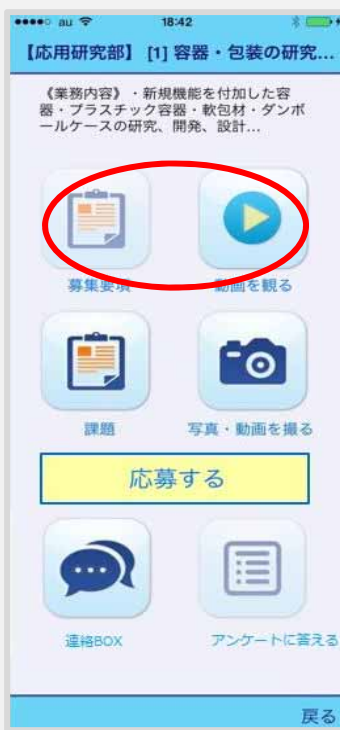 au 18:42
【応用研究部】 [1] 容器・包装の研究...
《業務内容》・新規機能を付加した容
器・プラスチック容器・軟包材・ダンボ
ールケースの研究、開発、設計...
募集要項 動画を観る
課題 写真・動画を撮る
応募する
連絡BOX アンケートに答える
戻る